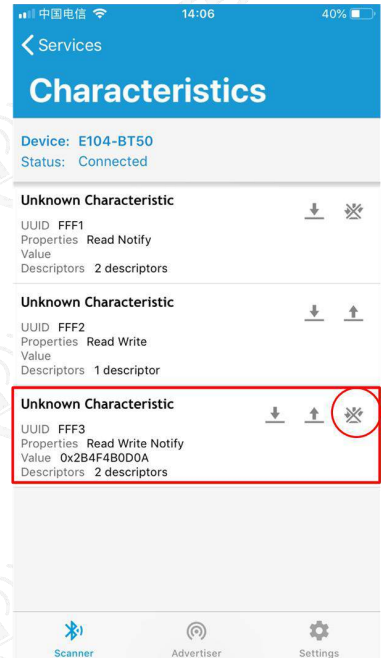 中国电信 14:06 40%
Services
Characteristics
Device: E104-BT50
Status: Connected
Unknown Characteristic
UUID FFF1
Properties Read Notify
Value
Descriptors 2 descriptors
Unknown Characteristic
UUID FFF2
Properties Read Write
Value
Descriptors 1 descriptor
Unknown Characteristic
UUID FFF3
Properties Read Write Notify
Value 0x2B4F4B0D0A
Descriptors 2 descriptors
Scanner Advertiser Settings